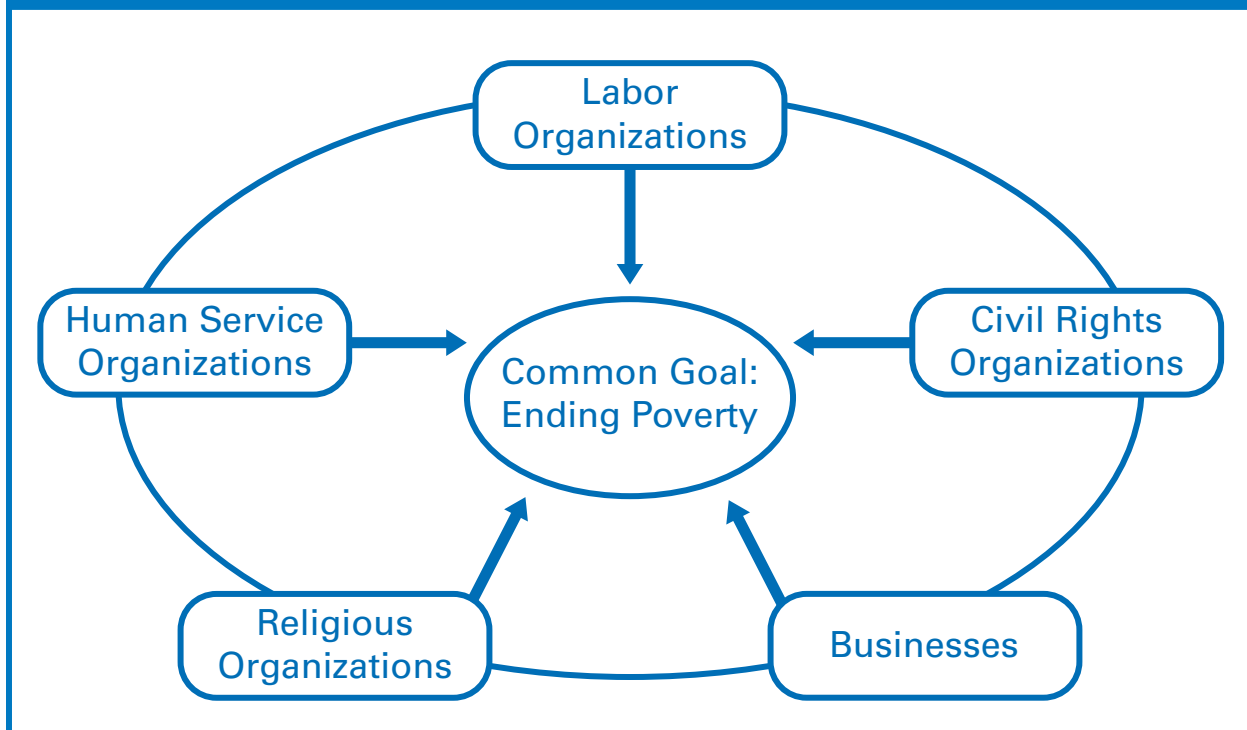 Labor
Organizations
Human Service
Organizations
Civil Rights
Organizations
Common Goal:
Ending Poverty
Religious
Organizations
Businesses